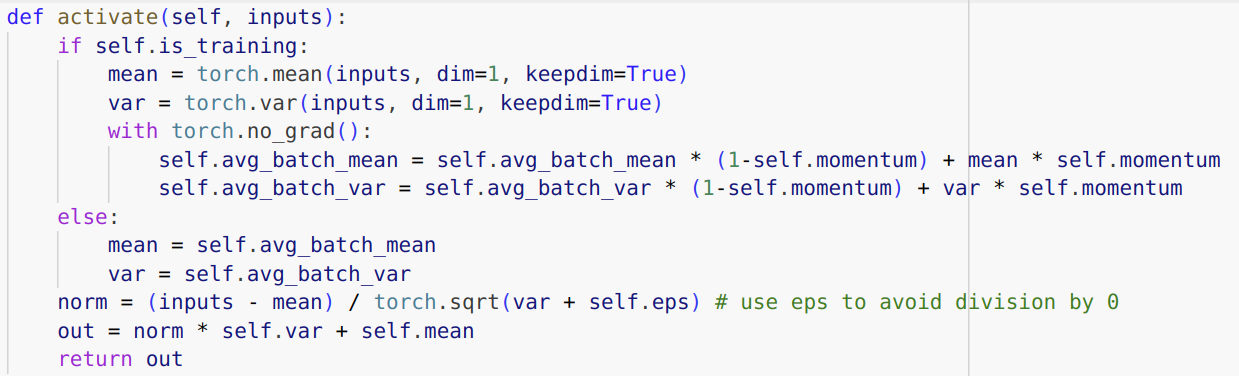 def activate(self, inputs):
    if self.is_training:
        mean = torch.mean(inputs, dim=1, keepdim=True)
        var = torch.var(inputs, dim=1, keepdim=True)
        with torch.no_grad():
            self.avg_batch_mean = self.avg_batch_mean * (1-self.momentum) + mean * self.momentum
            self.avg_batch_var = self.avg_batch_var * (1-self.momentum) + var * self.momentum
    else:
        mean = self.avg_batch_mean
        var = self.avg_batch_var
    norm = (inputs - mean) / torch.sqrt(var + self.eps) # use eps to avoid division by 0
    out = norm * self.var + self.mean
    return out